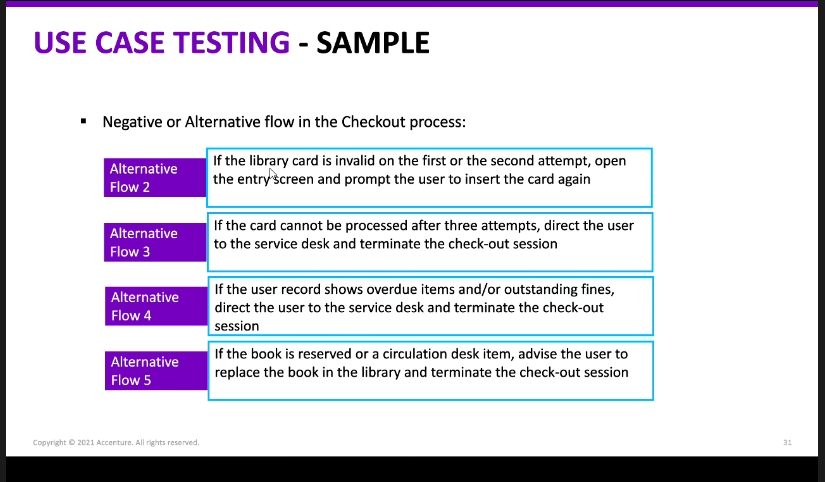 USE CASE TESTING - SAMPLE
▪ Negative or Alternative flow in the Checkout process:
Alternative
Flow 2
If the library card is invalid on the first or the second attempt, open
the entry screen and prompt the user to insert the card again
Alternative
Flow 3
If the card cannot be processed after three attempts, direct the user
to the service desk and terminate the check-out session
Alternative
Flow 4
If the user record shows overdue items and/or outstanding fines,
direct the user to the service desk and terminate the check-out
session
Alternative
Flow 5
If the book is reserved or a circulation desk item, advise the user to
replace the book in the library and terminate the check-out session
Copyright © 2021 Accenture. All rights reserved.
31